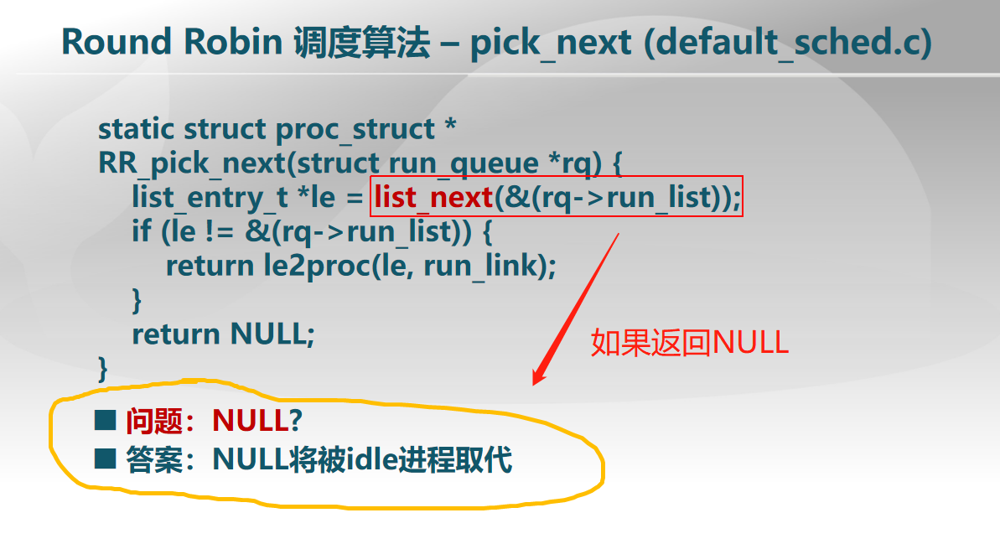 Round Robin 调度算法 – pick_next (default_sched.c)
static struct proc_struct *
RR_pick_next(struct run_queue *rq) {
list_entry_t *le = list_next(&(rq->run_list));
if (le != &(rq->run_list)) {
return le2proc(le, run_link);
}
return NULL;
}
如果返回NULL
■ 问题：NULL?
■ 答案：NULL将被idle进程取代